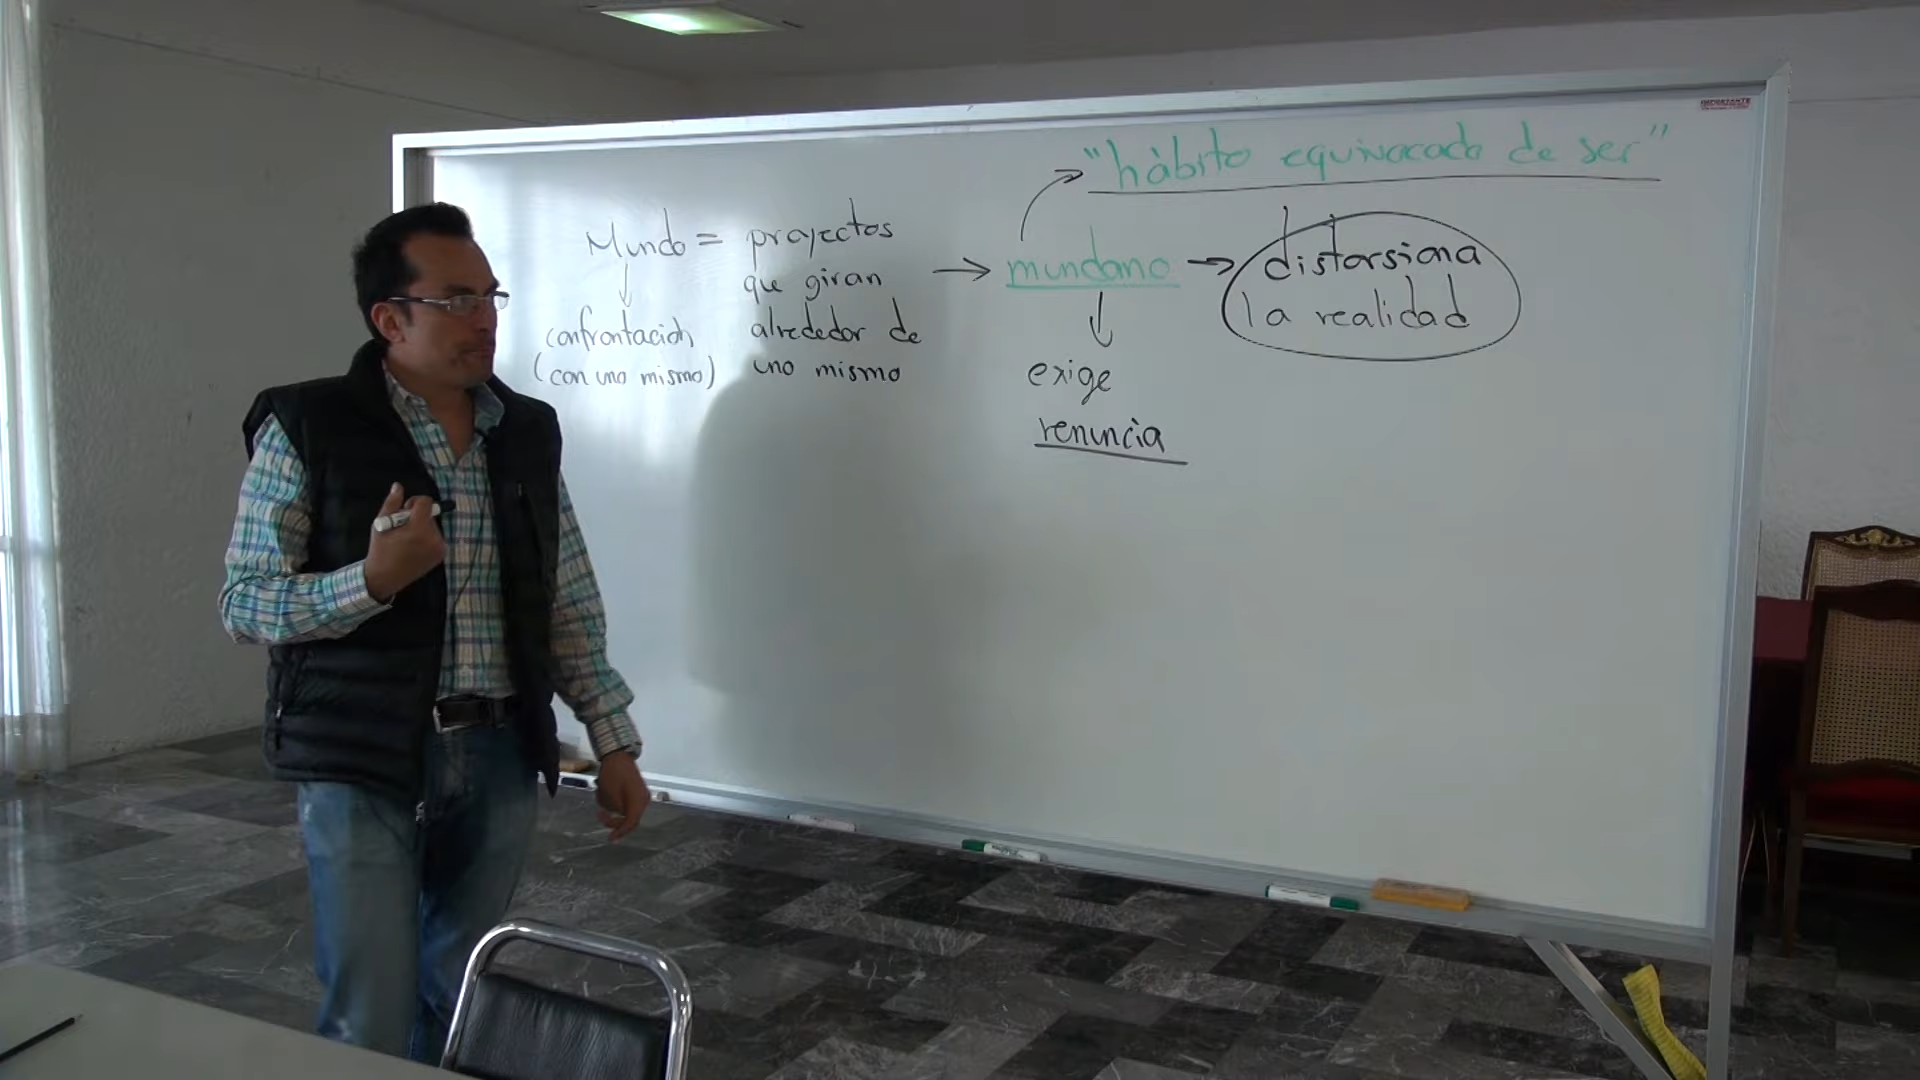 "hábito equivocado de ser"
Mundo = proyectos
que giran
alrededor de
uno mismo
confrontación
(con uno mismo)
→ mundano → distorsiona
la realidad
exige
renuncia
IMPORTANTE